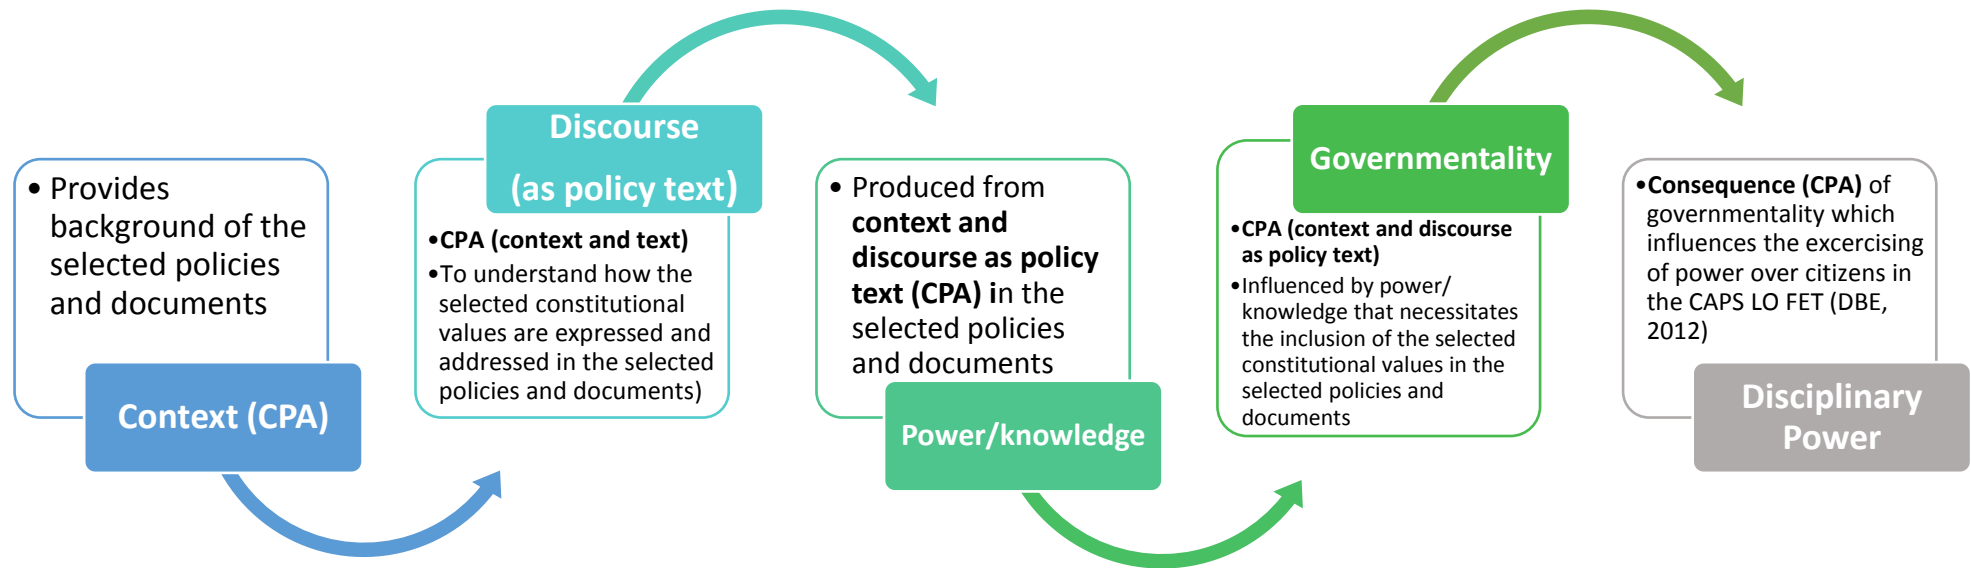 • Provides
background of the
selected policies
and documents
Context (CPA)
Discourse
(as policy text)
•CPA (context and text)
•To understand how the
selected constitutional
values are expressed and
addressed in the selected
policies and documents)
• Produced from
context and
discourse as policy
text (CPA) in the
selected policies
and documents
Power/knowledge
Governmentality
•CPA (context and discourse
as policy text)
•Influenced by power/
knowledge that necessitates
the inclusion of the selected
constitutional values in the
selected policies and
documents
•Consequence (CPA) of
governmentality which
influences the excercising
of power over citizens in
the CAPS LO FET (DBE,
2012)
Disciplinary
Power